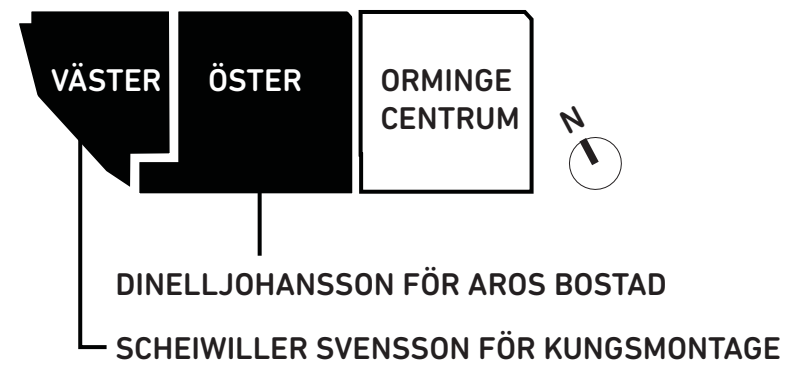 VÄSTER
ÖSTER
ORMINGE
CENTRUM
N
DINELLJOHANSSON FÖR AROS BOSTAD
SCHEIWILLER SVENSSON FÖR KUNGSMONTAGE